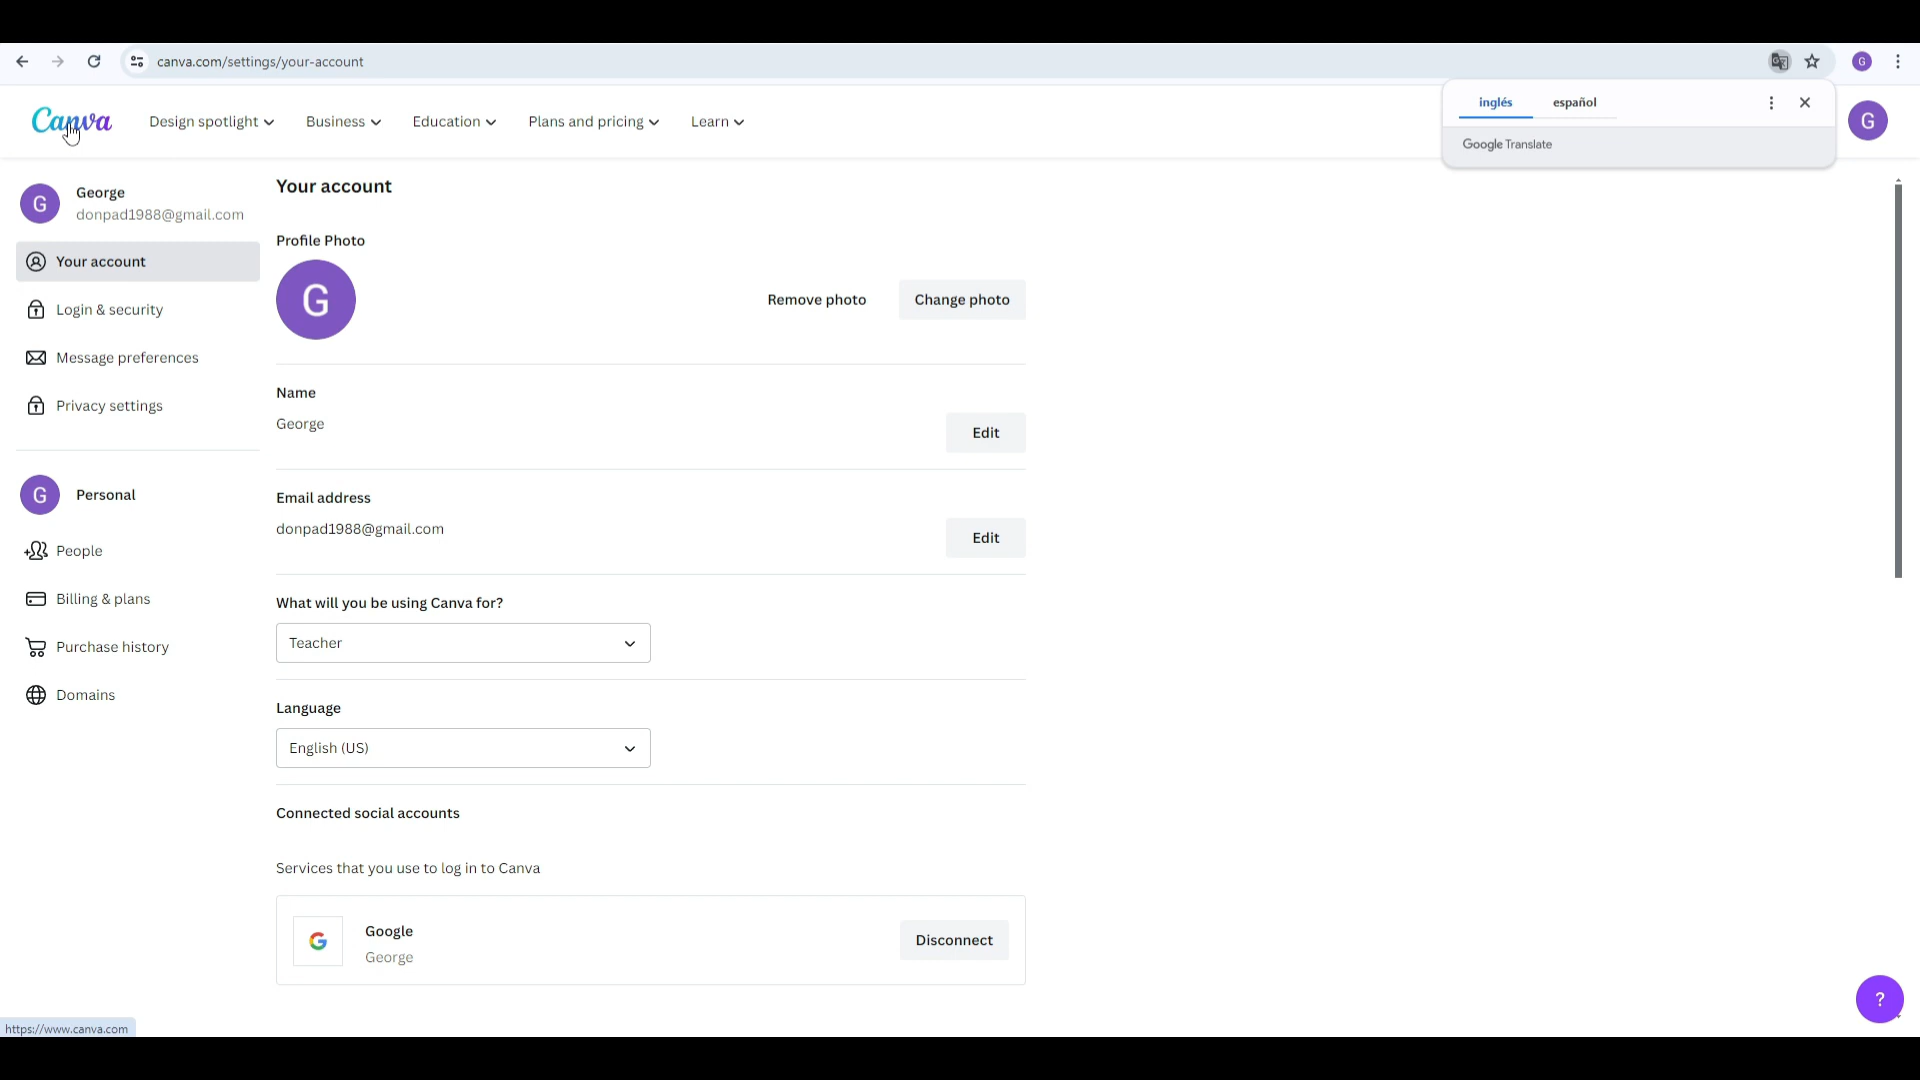 canva.com/settings/your-account
G
inglés español
Google Translate
Canva
Design spotlight
Business
Education
Plans and pricing
Learn
G
G
George
donpad1988@gmail.com
Your account
Login & security
Message preferences
Privacy settings
G
Personal
People
Billing & plans
Purchase history
Domains
Your account
Profile Photo
G
Remove photo
Change photo
Name
George
Edit
Email address
donpad1988@gmail.com
Edit
What will you be using Canva for?
Teacher
Language
English (US)
Connected social accounts
Services that you use to log in to Canva
G
Google
George
Disconnect
?
https://www.canva.com